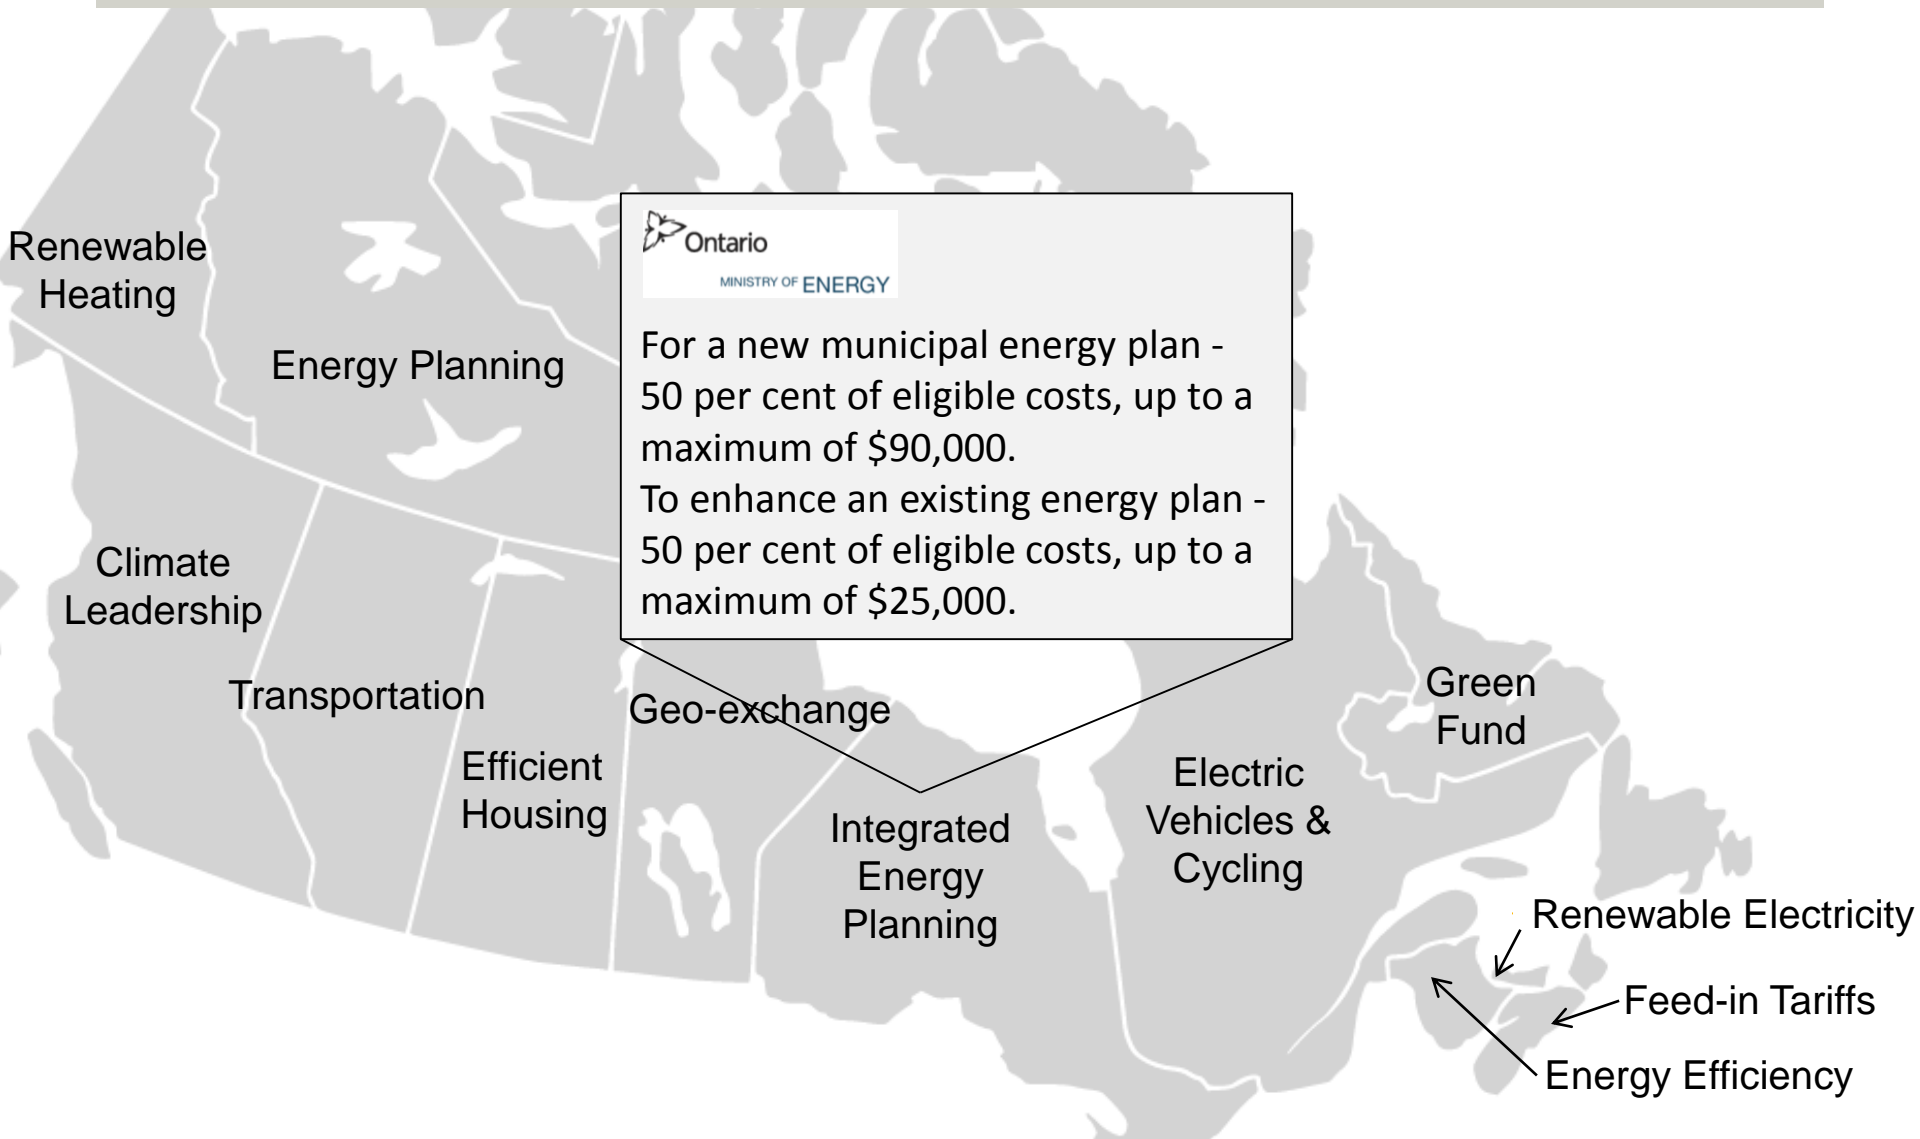 Renewable
Heating
Energy Planning
Ontario
MINISTRY OF ENERGY
For a new municipal energy plan -
50 per cent of eligible costs, up to a
maximum of $90,000.
To enhance an existing energy plan -
50 per cent of eligible costs, up to a
maximum of $25,000.
Climate
Leadership
Transportation
Efficient
Housing
Geo-exchange
Integrated
Energy
Planning
Electric
Vehicles &
Cycling
Green
Fund
Renewable Electricity
Feed-in Tariffs
Energy Efficiency